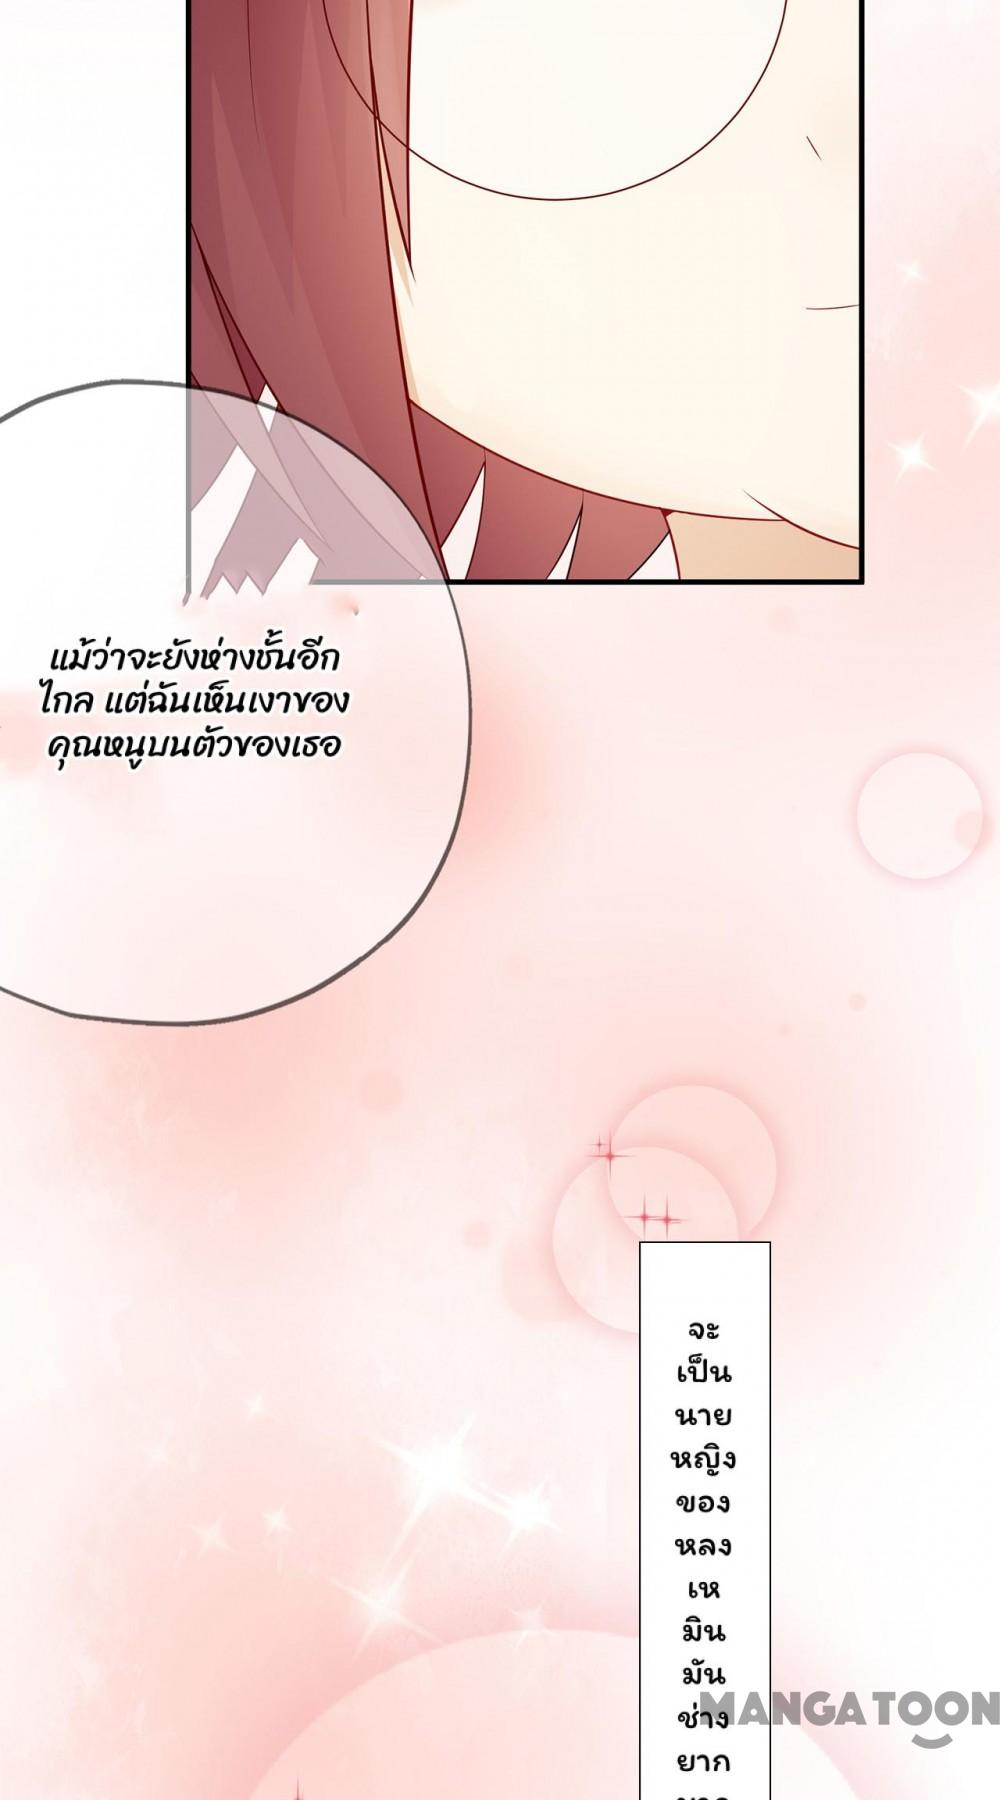 แม้ว่าจะยังห่างชั้นอีก
ไกล แต่ฉันเห็นเงาของ
คุณหนูบนตัวของเธอ
จะ
เป็น
นาย
หญิง
ของ
หลง
เห
มิน
มัน
ช่าง
ยาก
MANGATOON